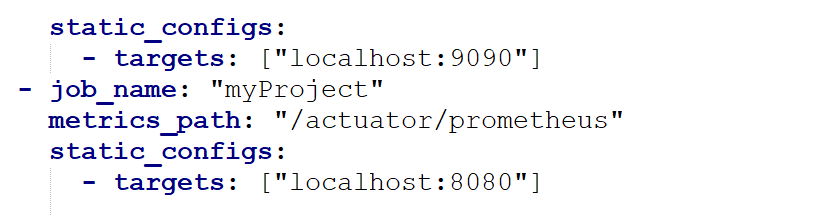 static_configs:
- targets: ["localhost:9090"]
- job_name: "myProject"
metrics_path: "/actuator/prometheus"
static_configs:
- targets: ["localhost:8080"]